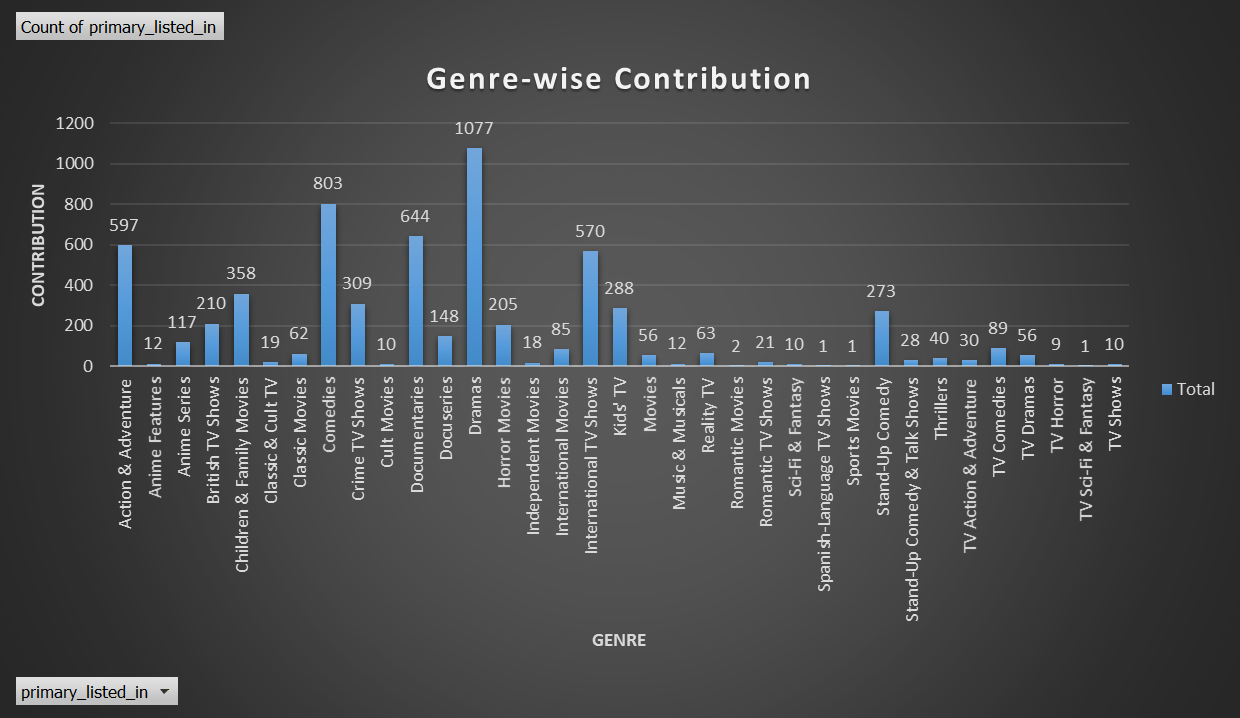 Count of primary_listed_in
Genre-wise Contribution
CONTRIBUTION
1200
1000
800
600
400
200
0
597
12
117
210
358
19
62
803
309
10
644
148
1077
205
18
85
570
288
56
12
63
2
21
10
1
1
273
28
40
30
89
56
9
1
10
Action & Adventure
Anime Features
Anime Series
British TV Shows
Children & Family Movies
Classic & Cult TV
Classic Movies
Comedies
Crime TV Shows
Cult Movies
Documentaries
Docuseries
Dramas
Horror Movies
Independent Movies
International Movies
International TV Shows
Kids' TV
Movies
Music & Musicals
Reality TV
Romantic Movies
Romantic TV Shows
Sci-Fi & Fantasy
Spanish-Language TV Shows
Sports Movies
Stand-Up Comedy
Stand-Up Comedy & Talk Shows
Thrillers
TV Action & Adventure
TV Comedies
TV Dramas
TV Horror
TV Sci-Fi & Fantasy
TV Shows
Total
GENRE
primary_listed_in